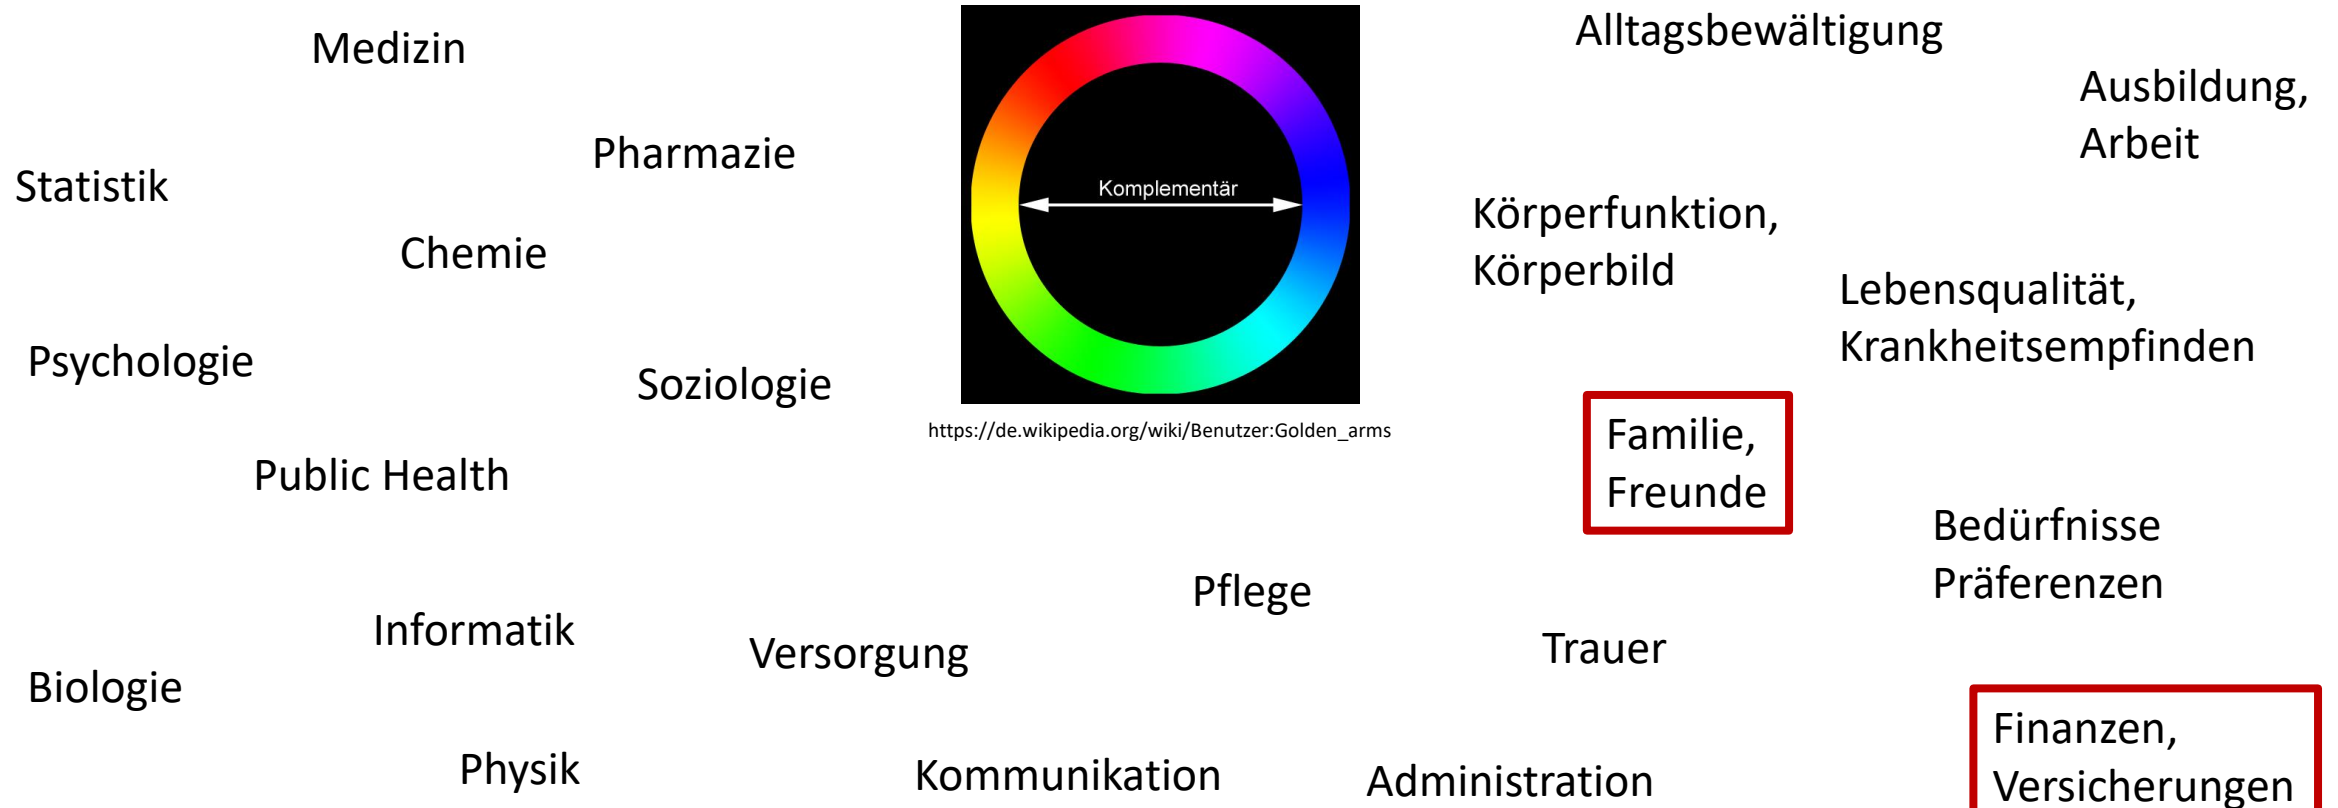 Medizin
Alltagsbewältigung
Ausbildung,
Arbeit
Pharmazie
Statistik
Komplementär
Körperfunktion,
Körperbild
Chemie
Lebensqualität,
Krankheitsempfinden
Psychologie
Soziologie
https://de.wikipedia.org/wiki/Benutzer:Golden_arms
Familie,
Freunde
Public Health
Bedürfnisse
Präferenzen
Pflege
Informatik
Versorgung
Trauer
Biologie
Finanzen,
Versicherungen
Physik
Kommunikation
Administration